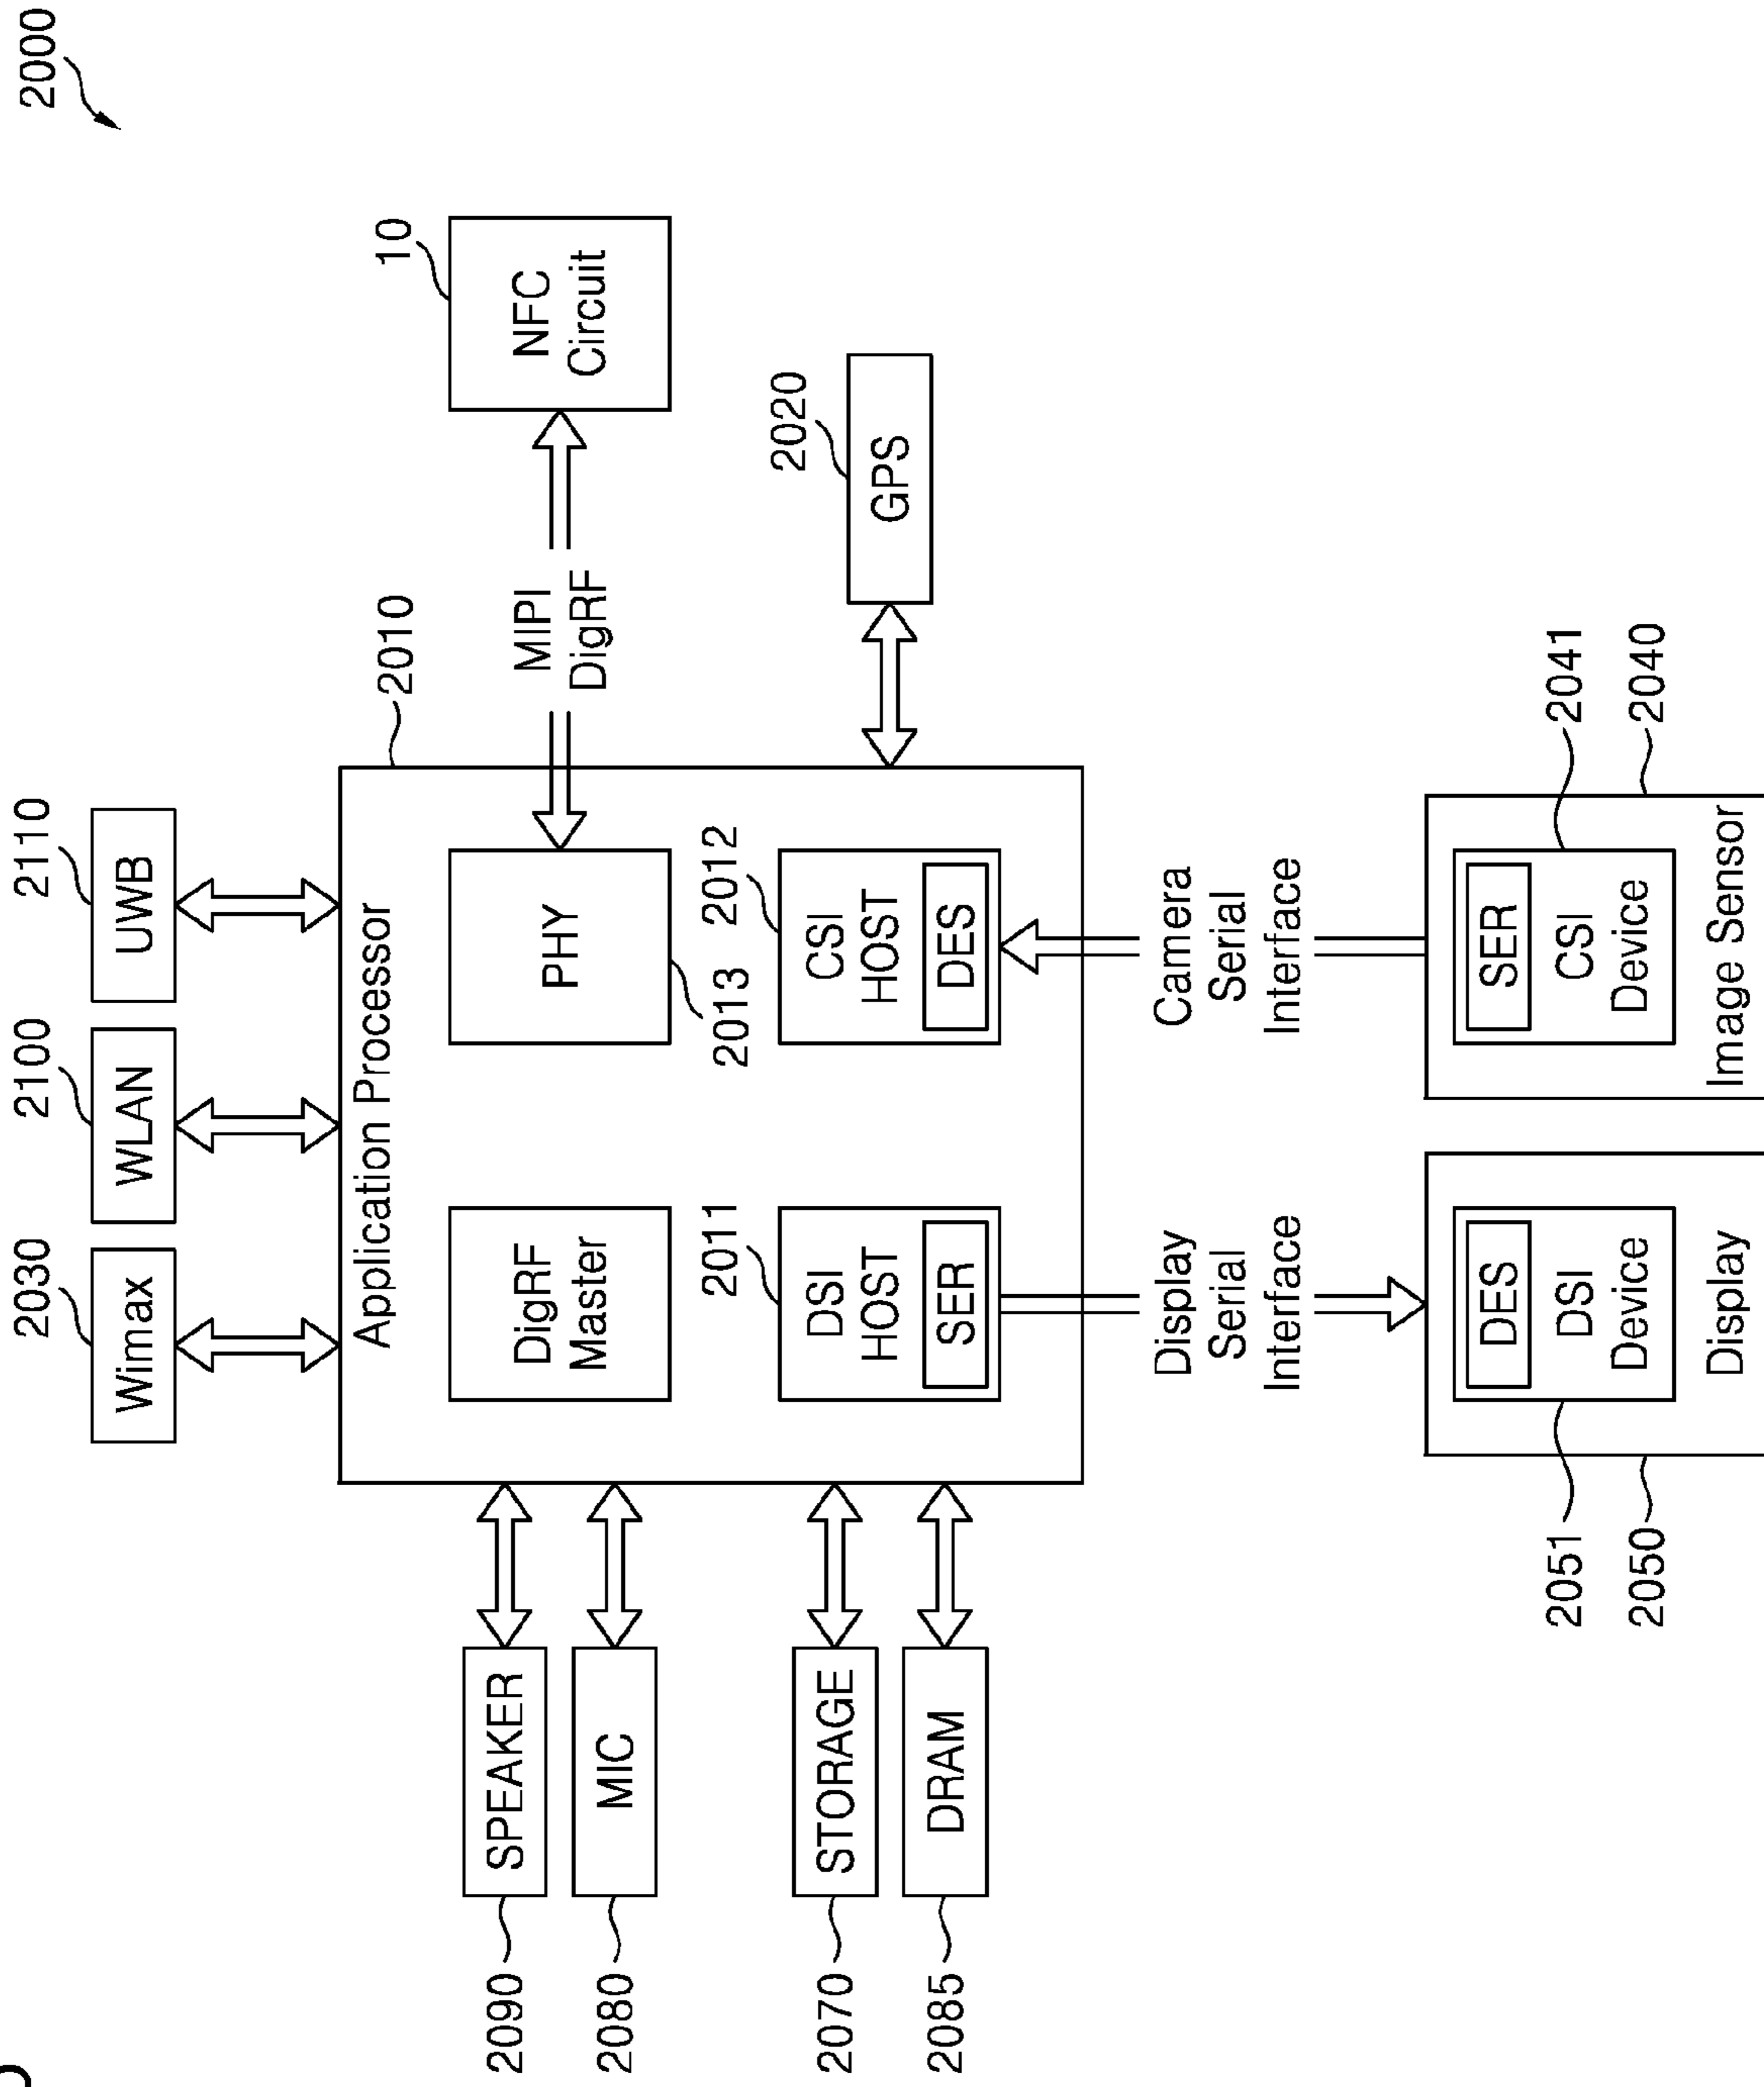 2000
2030
2100
2110
Wimax
WLAN
UWB
2010
Application Processor
10
2090
SPEAKER
DigRF
Master
PHY
MIPI
DigRF
NFC
Circuit
2080
MIC
2013
2011
2012
2020
2070
STORAGE
DSI
HOST
SER
CSI
HOST
DES
GPS
2085
DRAM
Display
Serial
Interface
Camera
Serial
Interface
2051
DES
DSI
Device
SER
CSI
Device
2041
2050
Display
Image Sensor
2040